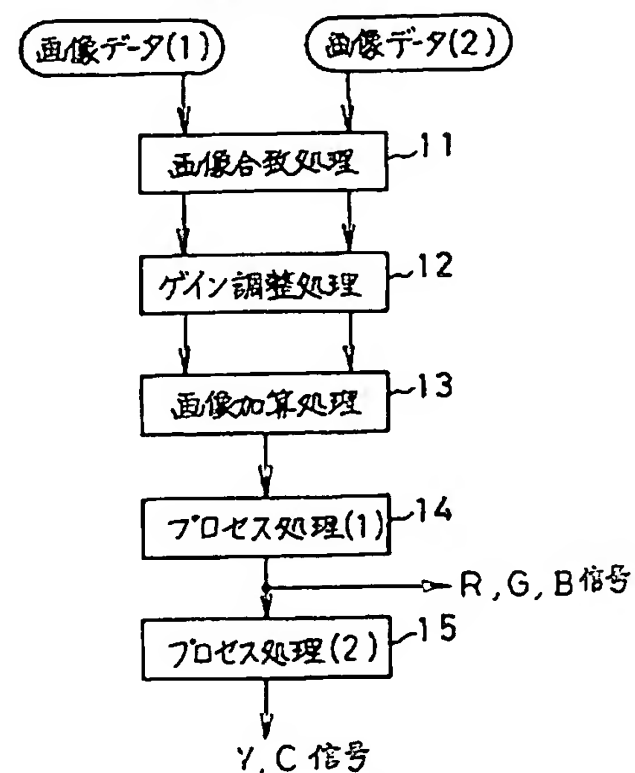 画像データ(1)
画像データ(2)
画像合致処理
11
ゲイン調整処理
12
画像加算処理
13
プロセス処理(1)
14
R,G,B信号
プロセス処理(2)
15
Y,C信号